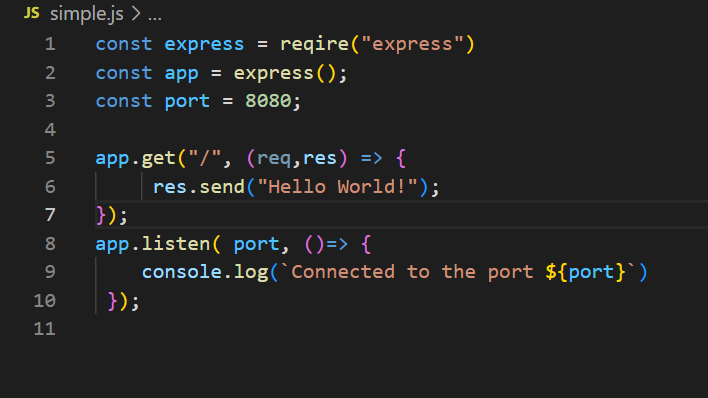 JS simple.js > ...
1 const express = reqire("express")
2 const app = express();
3 const port = 8080;
4
5 app.get("/", (req,res) => {
6      res.send("Hello World!");
7 });
8 app.listen( port, ()=> {
9     console.log(`Connected to the port ${port}`)
10  });
11